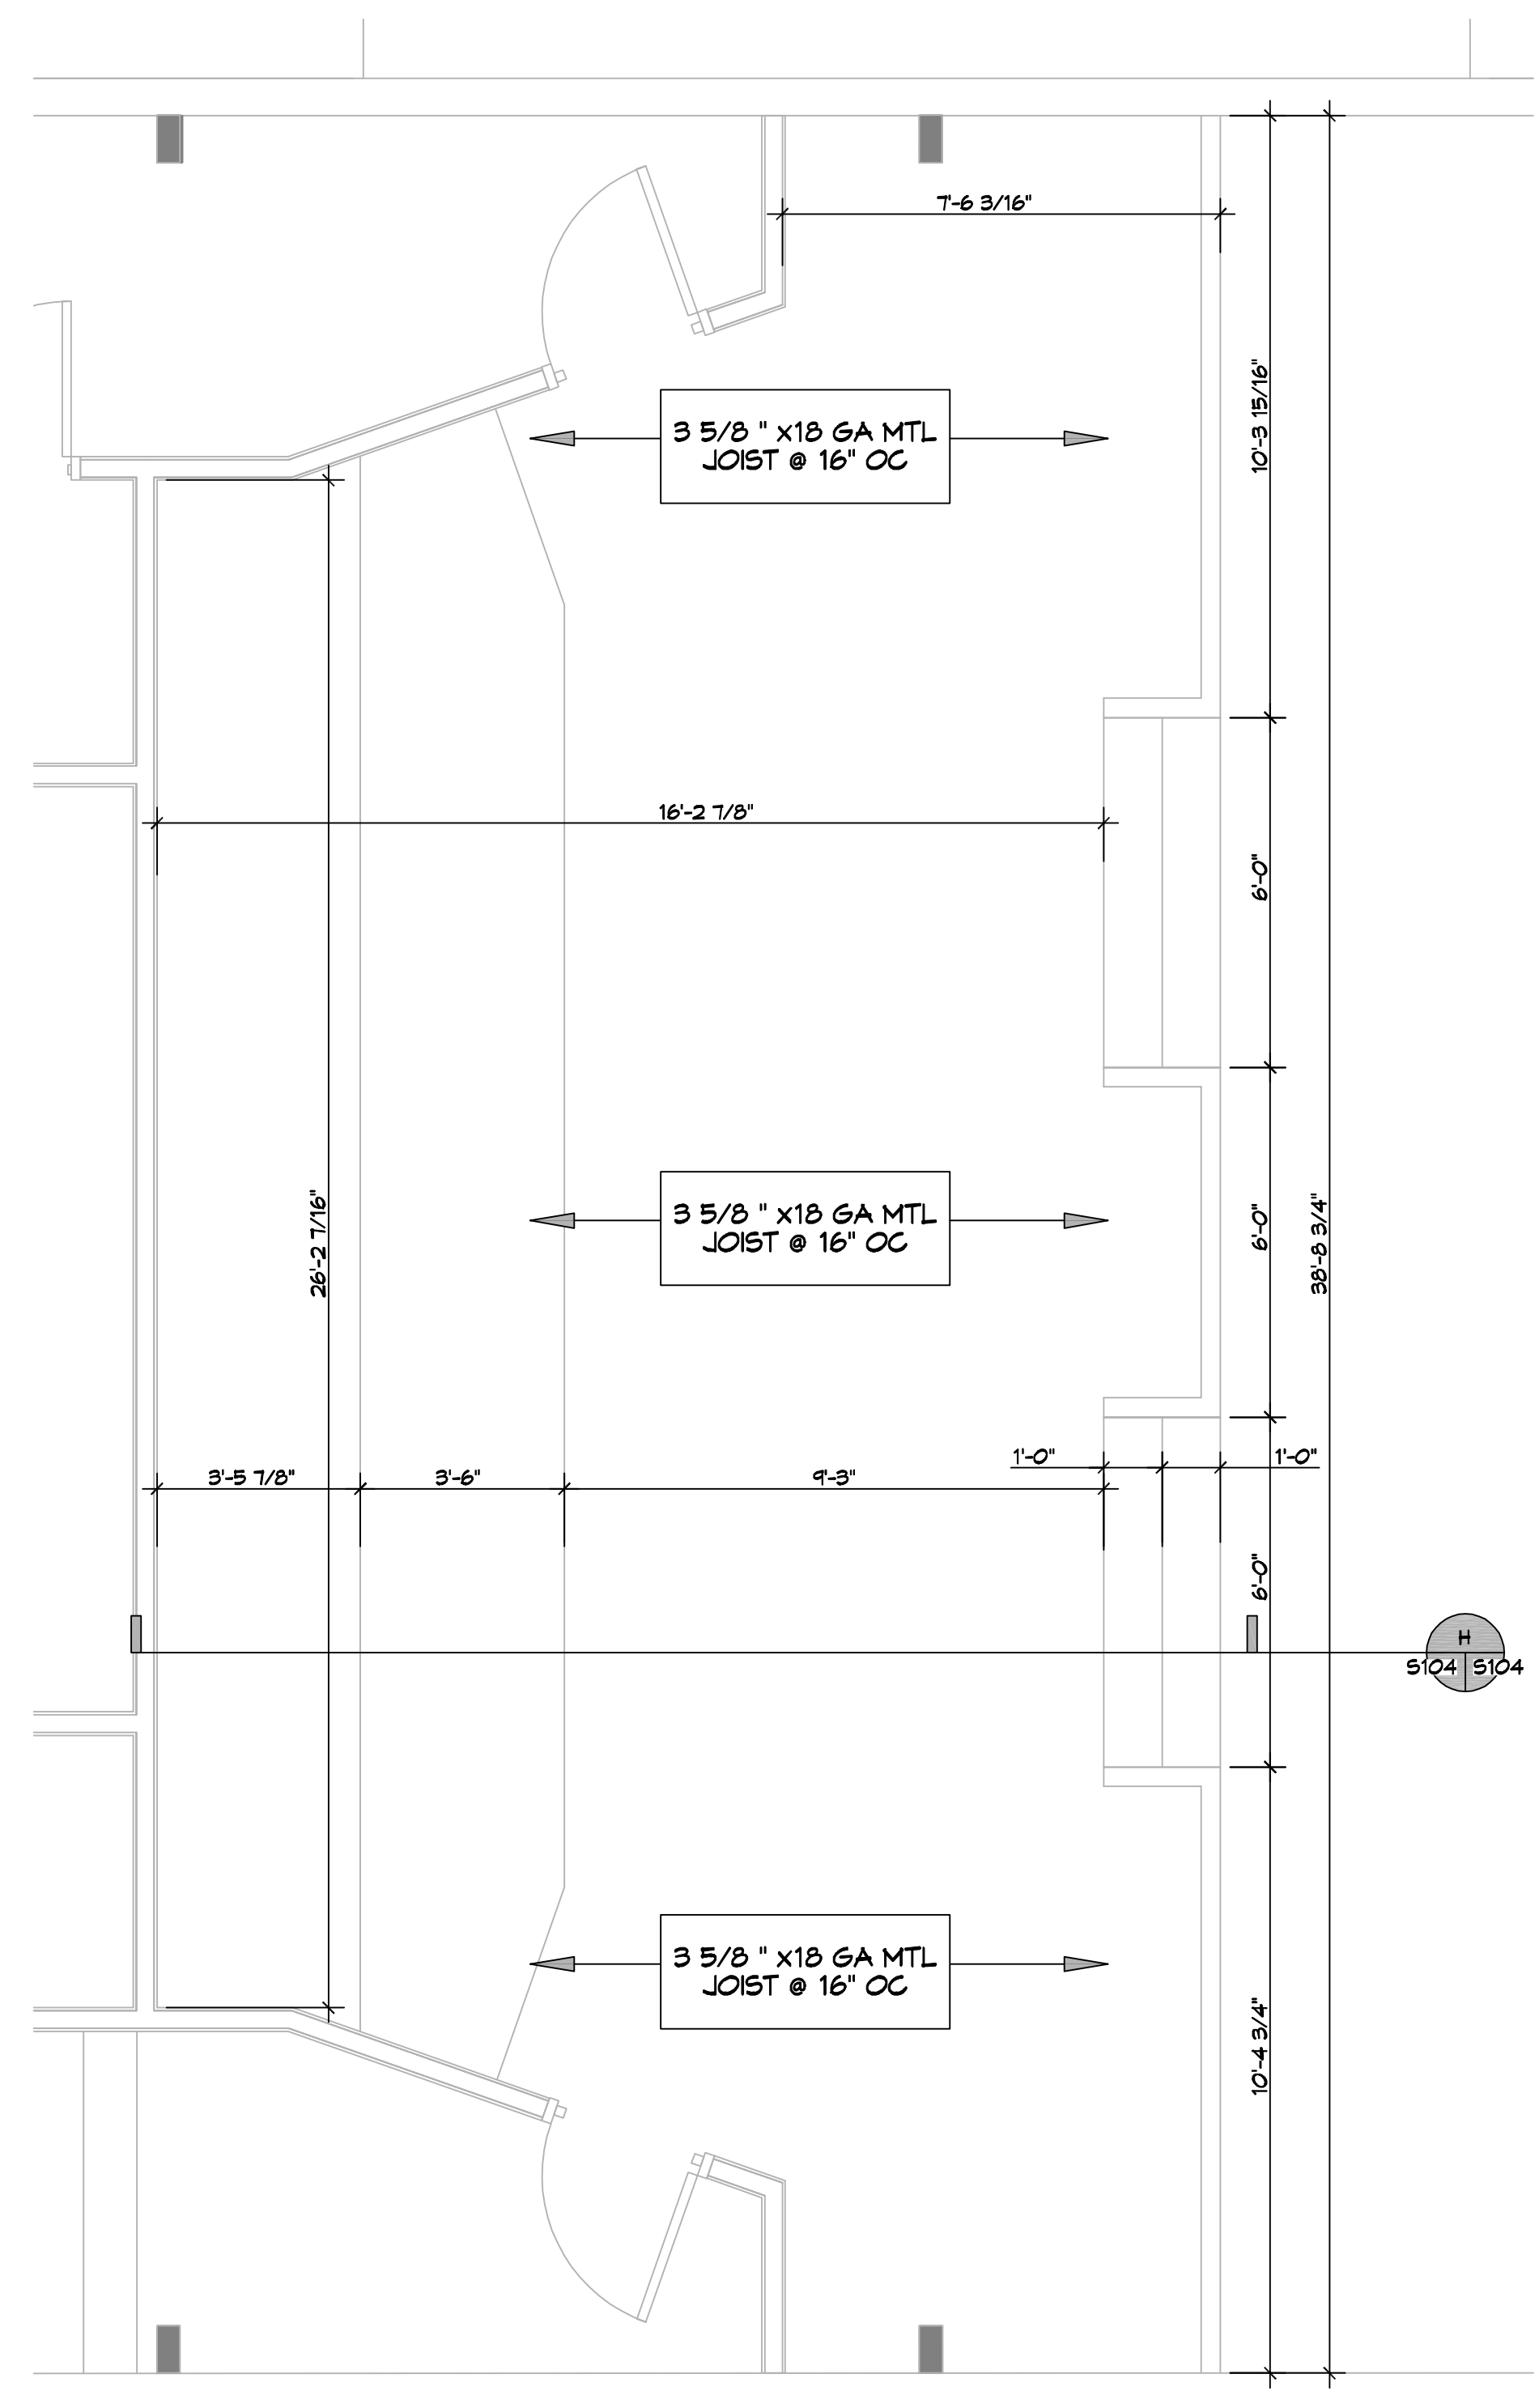 7'-6 3/16"
10'-3 15/16"
3 5/8 " x18 GA MTL
JOIST @ 16" OC
16'-2 7/8"
6'-0"
3 5/8 " x18 GA MTL
JOIST @ 16" OC
26'-2 7/16"
6'-0"
38'-8 3/4"
1'-0"
1'-0"
3'-5 7/8"
3'-6"
9'-3"
6'-0"
H
S104 S104
3 5/8 " x18 GA MTL
JOIST @ 16" OC
10'-4 3/4"